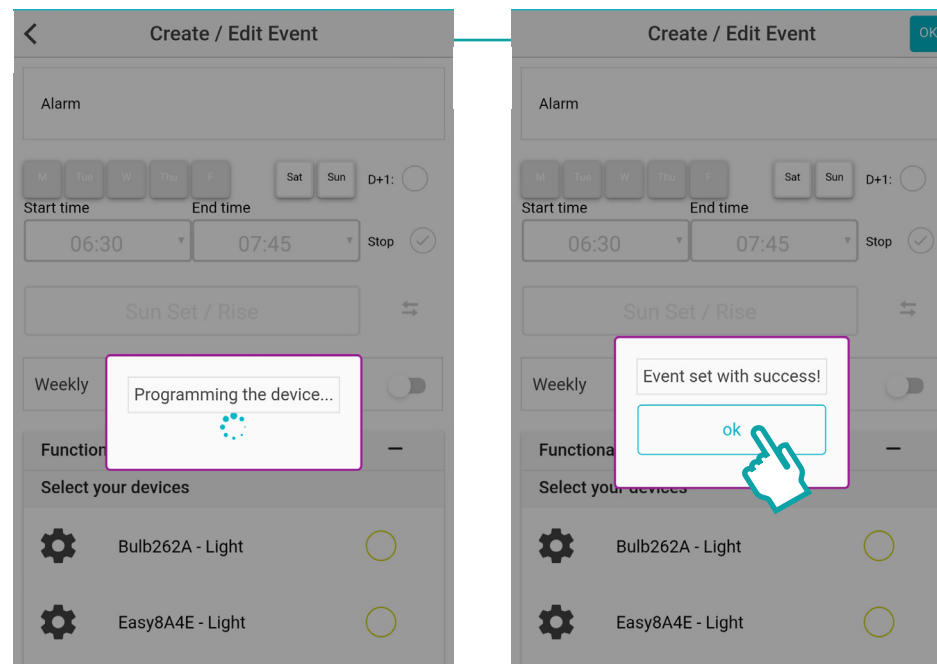 Create / Edit Event
Alarm
M Tue W Thu F Sat Sun D+1:
Start time End time
06:30 07:45 Stop
Sun Set / Rise
Weekly
Programming the device...
Function
Select your devices
Bulb262A - Light
Easy8A4E - Light
Create / Edit Event OK
Alarm
M Tue W Thu F Sat Sun D+1:
Start time End time
06:30 07:45 Stop
Sun Set / Rise
Weekly
Event set with success!
ok
Functiona
Select your devices
Bulb262A - Light
Easy8A4E - Light